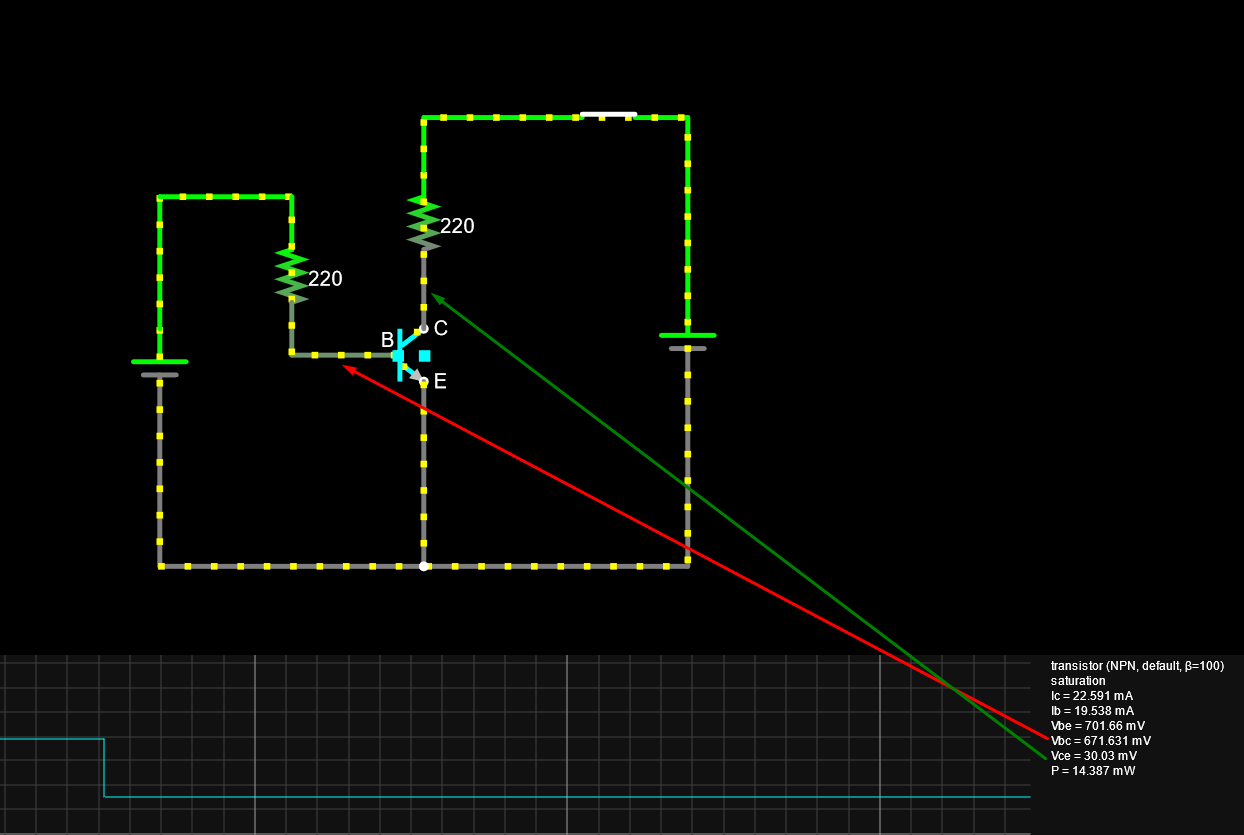 220
220
B
C
E
transistor (NPN, default, β=100)
saturation
Ic = 22.591 mA
Ib = 19.538 mA
Vbe = 701.66 mV
Vbc = 671.631 mV
Vce = 30.03 mV
P = 14.387 mW